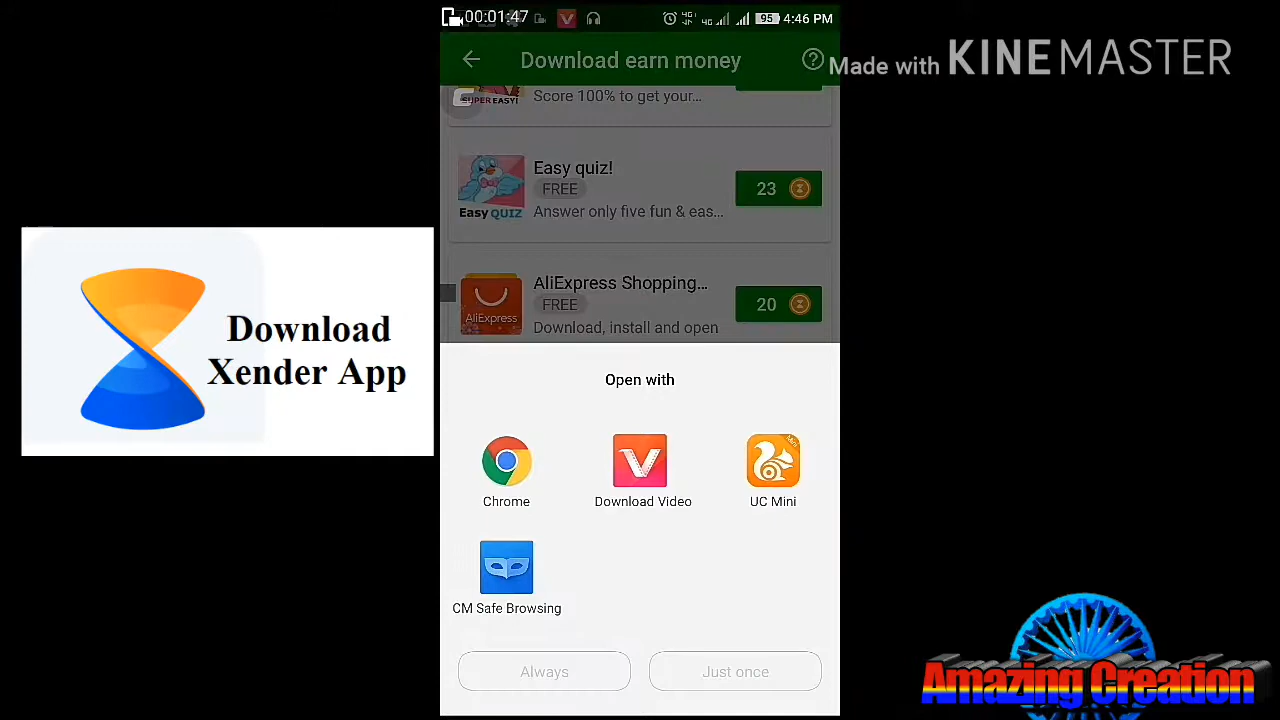 00:01:47
95 4:46 PM
Download earn money
Made with KINEMASTER
SUPER EASY!
Score 100% to get your...
Easy quiz!
FREE
23
Easy QUIZ
Answer only five fun & eas...
AliExpress Shopping...
FREE
20
AliExpress
Download, install and open
Download
Xender App
Open with
Chrome
Download Video
Mini
UC Mini
CM Safe Browsing
Always
Just once
Amazing Creation